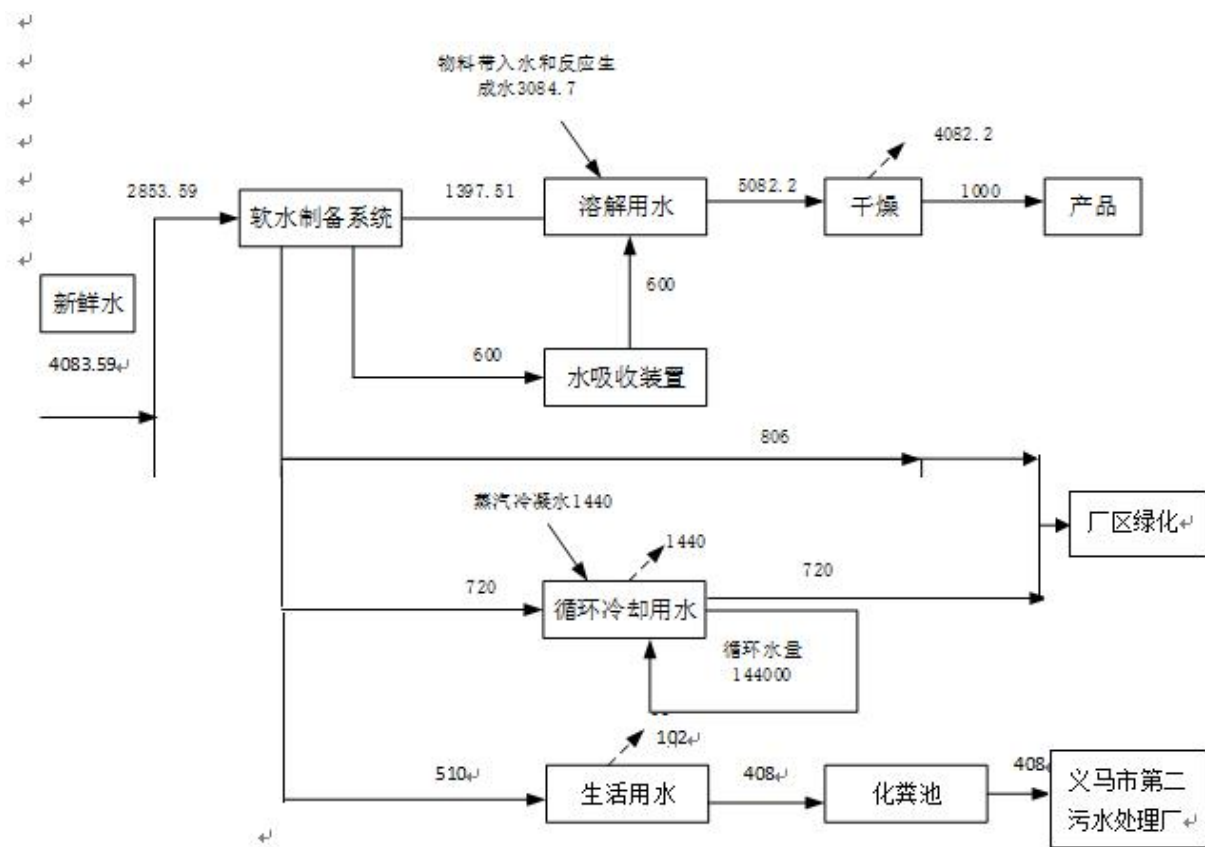 物料带入水和反应生
成水3084.7
4082.2
2853.59
1397.51
5082.2
1000
软水制备系统
溶解用水
干燥
产品
新鲜水
600
4083.59
600
水吸收装置
806
蒸汽冷凝水1440
1440
厂区绿化
720
720
循环冷却用水
循环水量
144000
102
510
408
408
生活用水
化粪池
义马市第二
污水处理厂